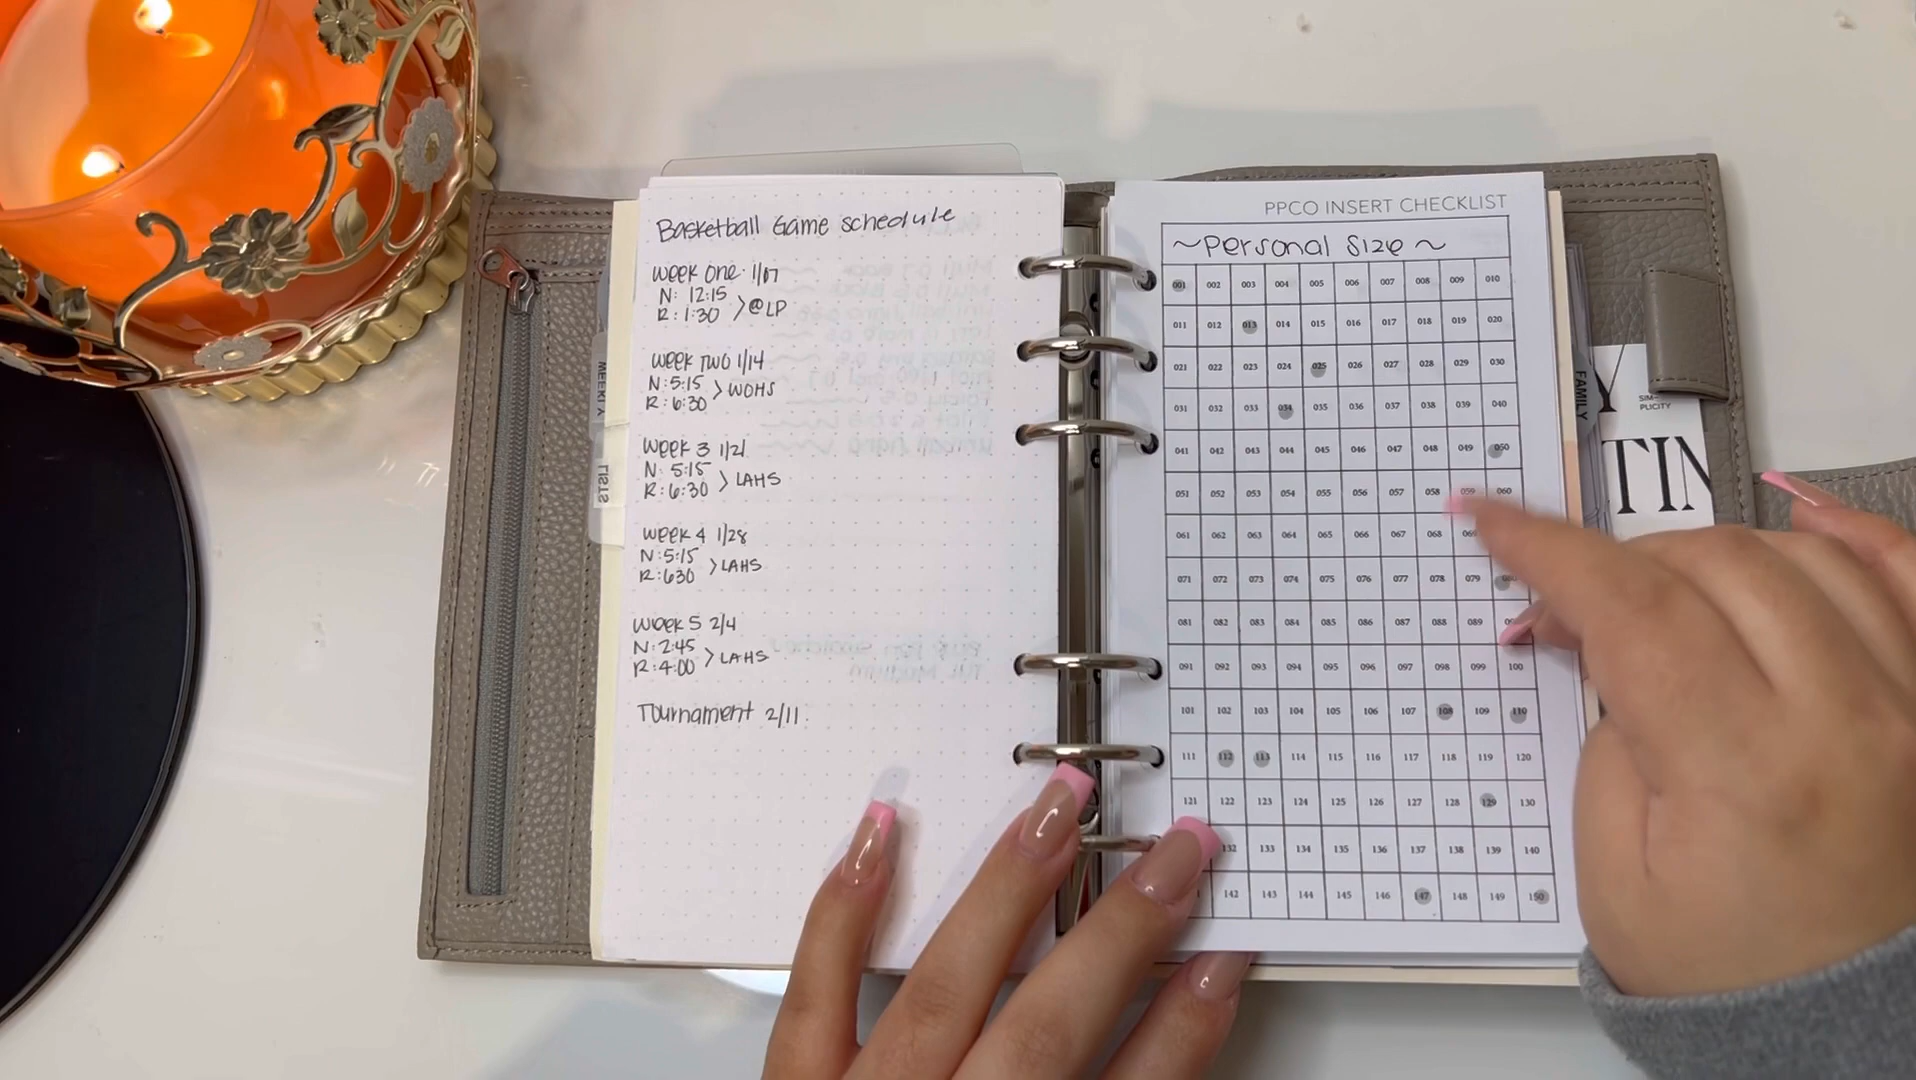 Basketball Game schedule
Week One 1/07
N: 12:15
R: 1:30 >@LP
Week Two 1/14
N: 5:15
R: 6:30 > WOHS
Week 3 1/21
N: 5:15
R: 6:30 > LAHS
Week 4 1/28
N: 5:15
R: 630 > LAHS
Week 5 2/4
N: 2:45
R: 4:00 > LAHS
Tournament 2/11
WEEKLY
LISTS
PPCO INSERT CHECKLIST
~Personal Size~
001 002 003 004 005 006 007 008 009 010
011 012 013 014 015 016 017 018 019 020
021 022 023 024 025 026 027 028 029 030
031 032 033 034 035 036 037 038 039 040
041 042 043 044 045 046 047 048 049 050
051 052 053 054 055 056 057 058 059 060
061 062 063 064 065 066 067 068 069
071 072 073 074 075 076 077 078 079 080
081 082 083 084 085 086 087 088 089
091 092 093 094 095 096 097 098 099 100
101 102 103 104 105 106 107 108 109 110
111 112 113 114 115 116 117 118 119 120
121 122 123 124 125 126 127 128 129 130
132 133 134 135 136 137 138 139 140
142 143 144 145 146 147 148 149 150
FAMILY
SIM-
PLICITY